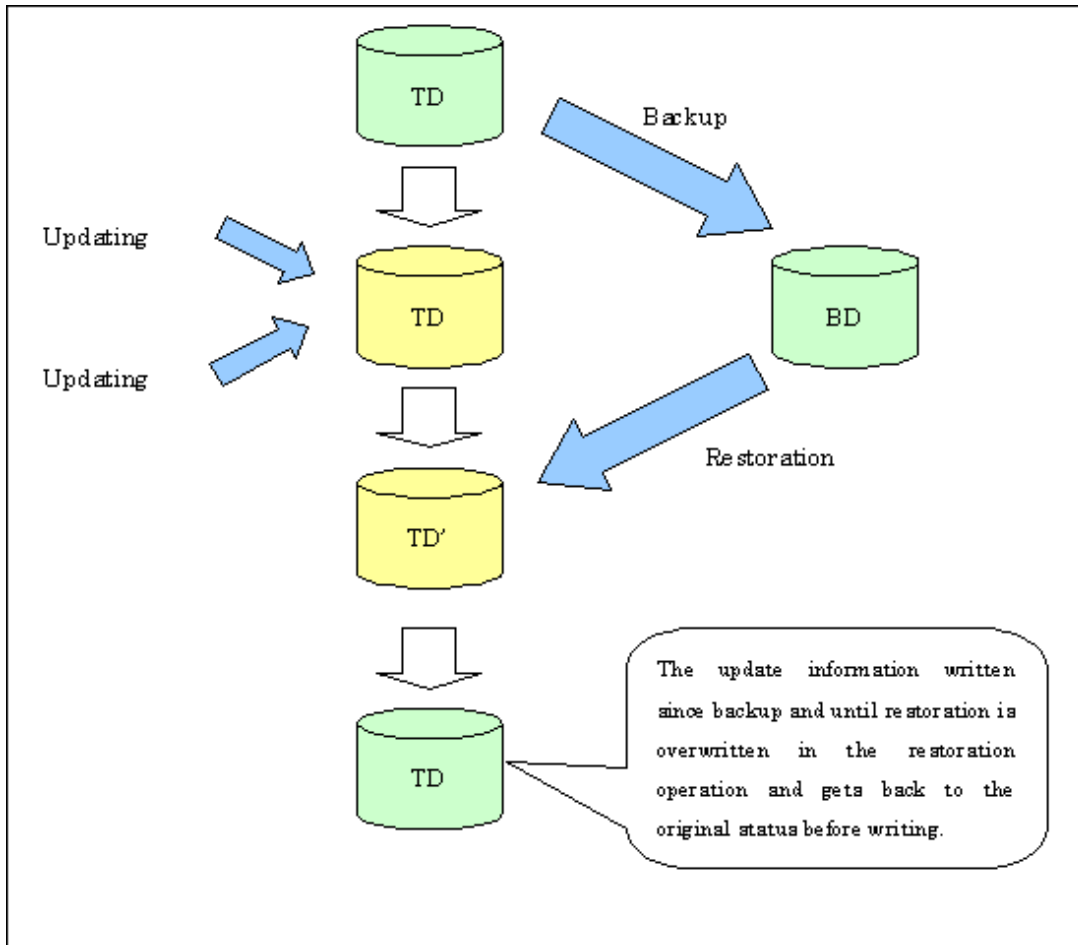 TD
Backup
Updating
TD
BD
Updating
Restoration
TD'
The update information written
since backup and until restoration is
overwritten in the restoration
operation and gets back to the
original status before writing.
TD